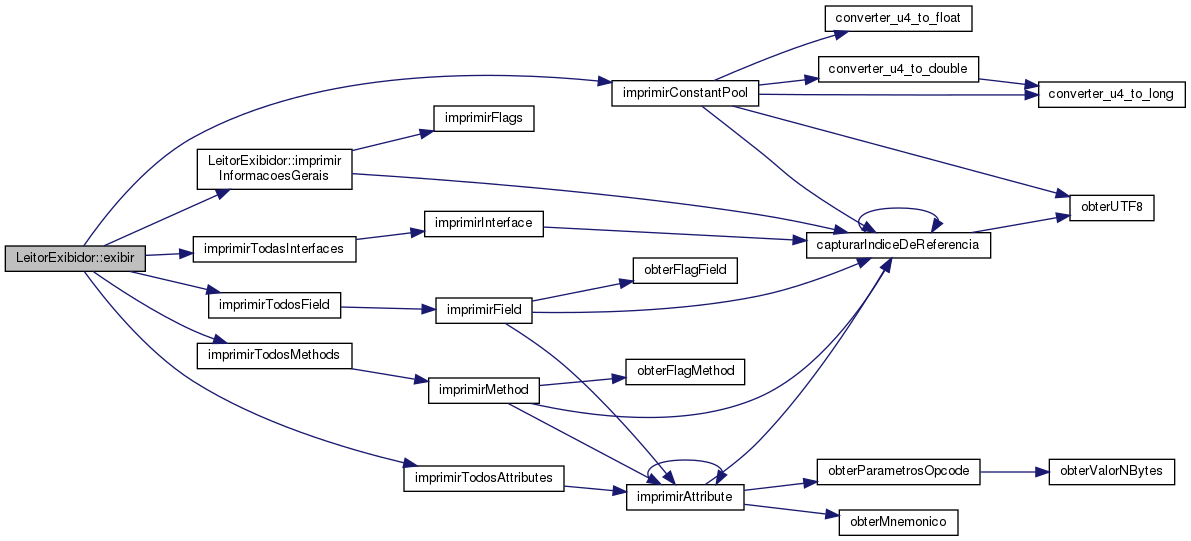 LeitorExibidor::exibir
imprimirConstantPool
converter_u4_to_float
converter_u4_to_double
converter_u4_to_long
obterUTF8
capturarIndiceDeReferencia
LeitorExibidor::imprimir
InformacoesGerais
imprimirFlags
imprimirTodasInterfaces
imprimirInterface
imprimirTodosField
imprimirField
obterFlagField
imprimirTodosMethods
imprimirMethod
obterFlagMethod
imprimirTodosAttributes
imprimirAttribute
obterParametrosOpcode
obterValorNBytes
obterMnemonico